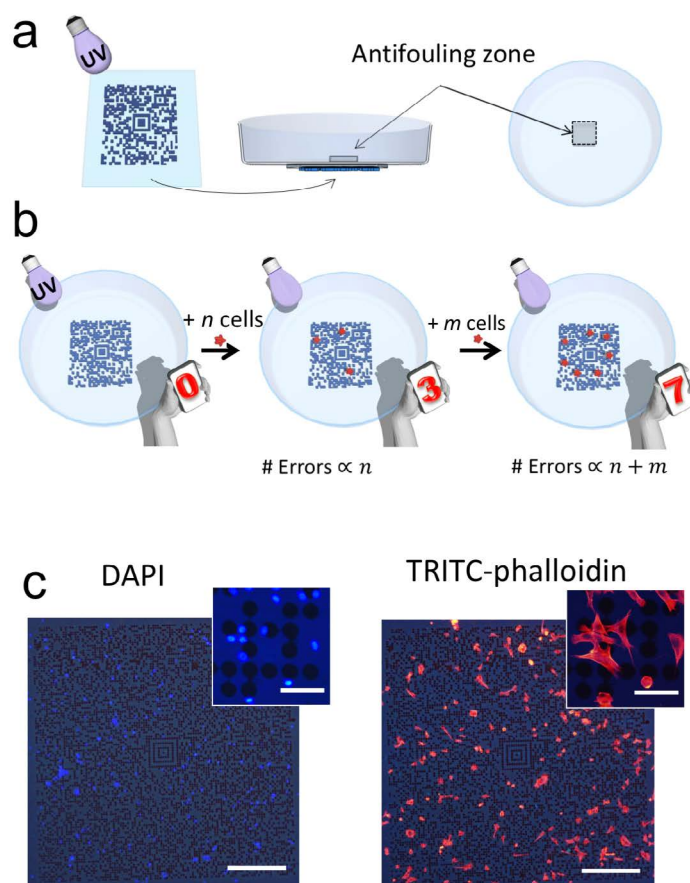 a
UV
Antifouling zone
b
UV
+ n cells
+ m cells
0
3
7
# Errors ∝ n
# Errors ∝ n + m
c
DAPI
TRITC-phalloidin